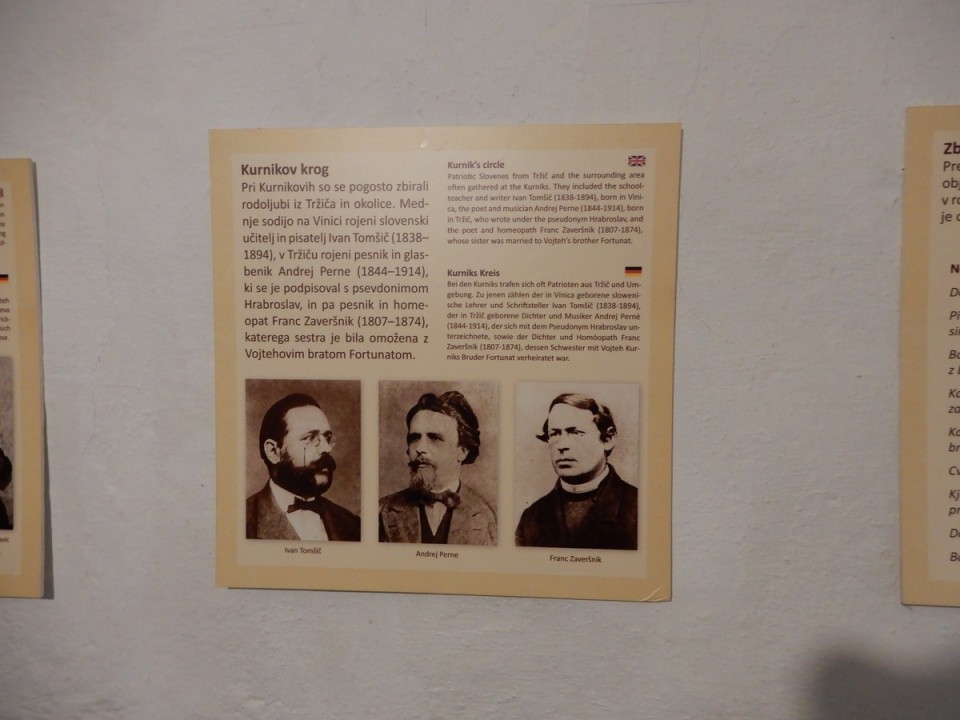 Kurnikov krog
Pri Kurnikovih so se pogosto zbirali
rodoljubi iz Tržiča in okolice. Med-
nje sodijo na Vinici rojeni slovenski
učitelj in pisatelj Ivan Tomšič (1838–
1894), v Tržiču rojeni pesnik in glas-
benik Andrej Perne (1844–1914),
ki se je podpisoval s psevdonimom
Hrabroslav, in pa pesnik in home-
opat Franc Zaveršnik (1807–1874),
katerega sestra je bila omožena z
Vojtehovim bratom Fortunatom.
Kurnik's circle
Patriotic Slovenes from Tržič and the surrounding area
often gathered at the Kurniks. They included the school-
teacher and writer Ivan Tomšič (1838-1894), born in Vini-
ca, the poet and musician Andrej Perne (1844-1914), born
in Tržič, who wrote under the pseudonym Hrabroslav, and
the poet and homeopath Franc Zaveršnik (1807-1874),
whose sister was married to Vojteh's brother Fortunat.
Kurniks Kreis
Bei den Kurniks trafen sich oft Patrioten aus Tržič und Um-
gebung. Zu jenen zählen der in Vinica geborene sloweni-
sche Lehrer und Schriftsteller Ivan Tomšič (1838-1894),
der in Tržič geborene Dichter und Musiker Andrej Perne
(1844-1914), der sich mit dem Pseudonym Hrabroslav un-
terzeichnete, sowie der Dichter und Homöopath Franc
Zaveršnik (1807-1874), dessen Schwester mit Vojteh Kur-
niks Bruder Fortunat verheiratet war.
Ivan Tomšič
Andrej Perne
Franc Zaveršnik
Zb
Pre
obj
v ro
je